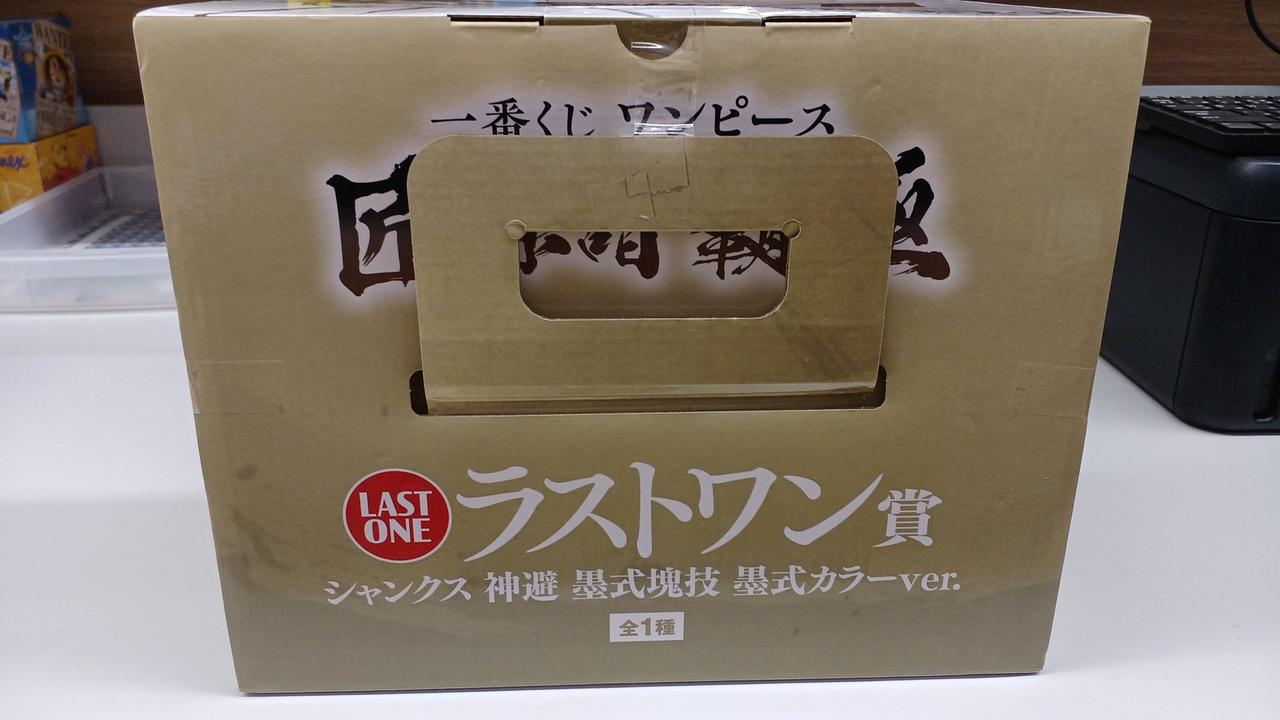 一番くじ ワンピース
匠
LAST ONE ラストワン賞
シャンクス 神避 墨式塊技 墨式カラーver.
全1種